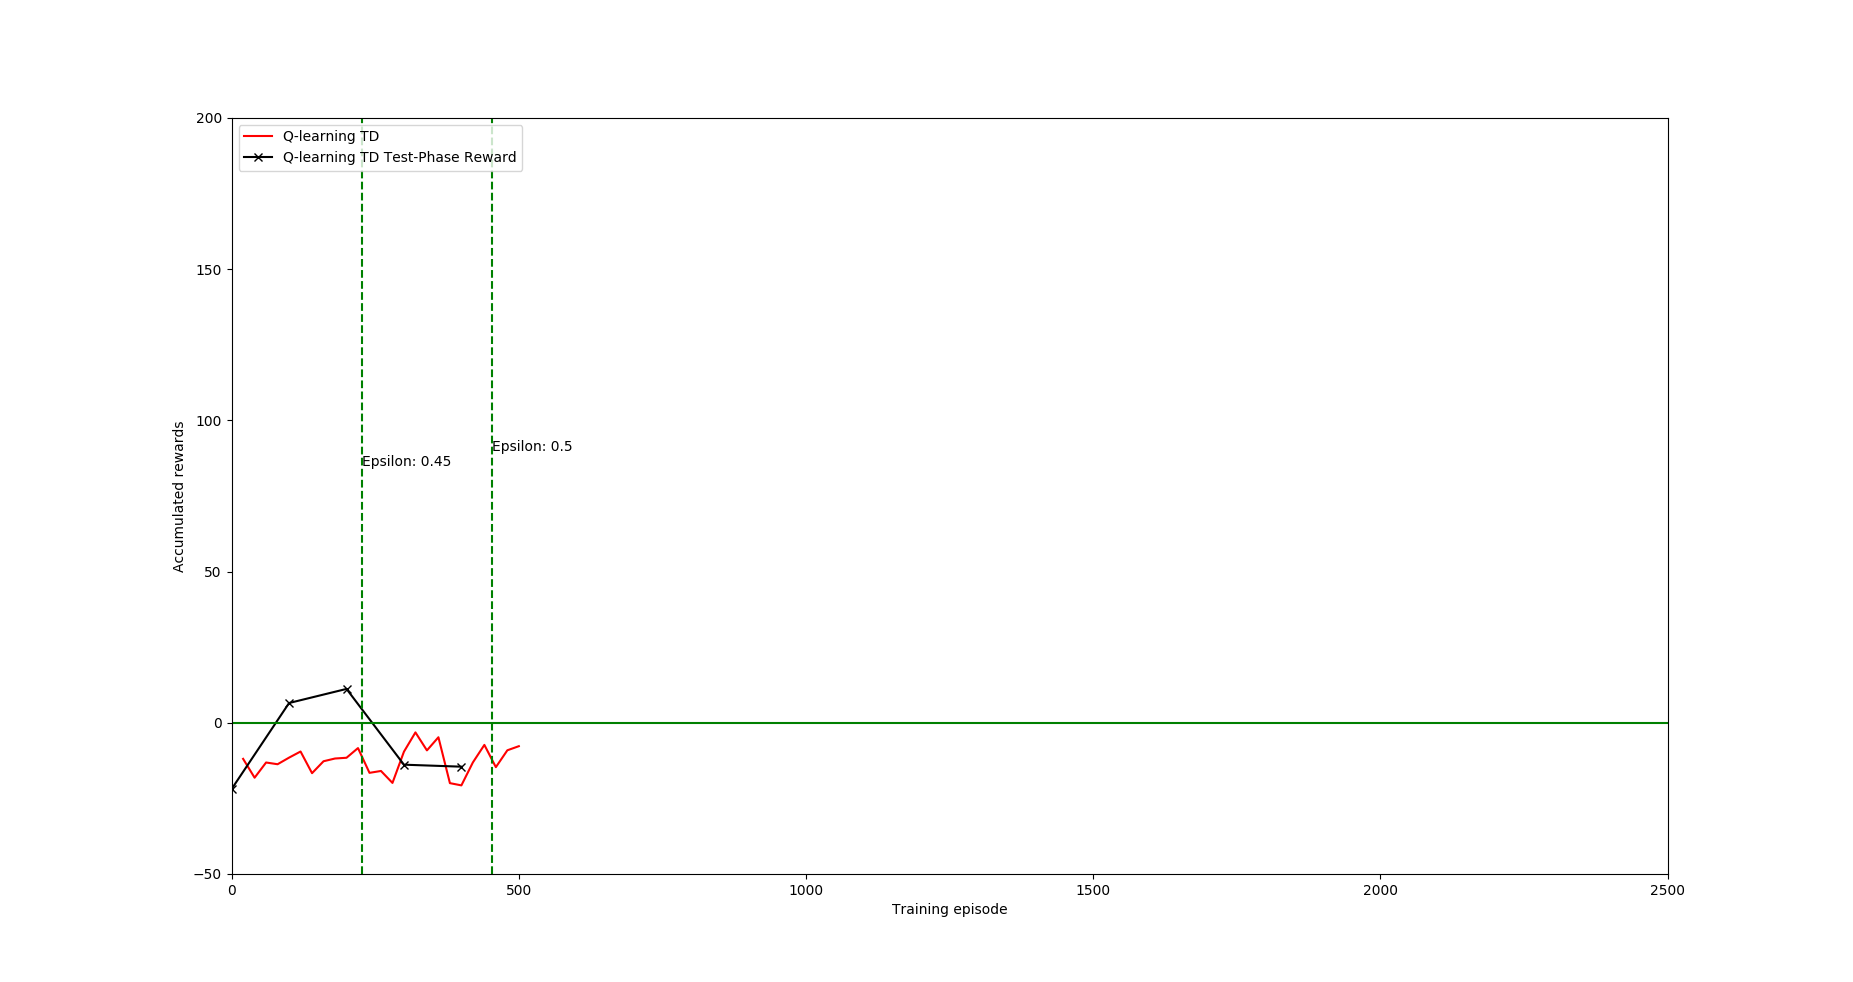 200
150
100
50
0
−50
0
500
1000
1500
2000
2500
Training episode
Accumulated rewards
Q-learning TD
Q-learning TD Test-Phase Reward
Epsilon: 0.45
Epsilon: 0.5